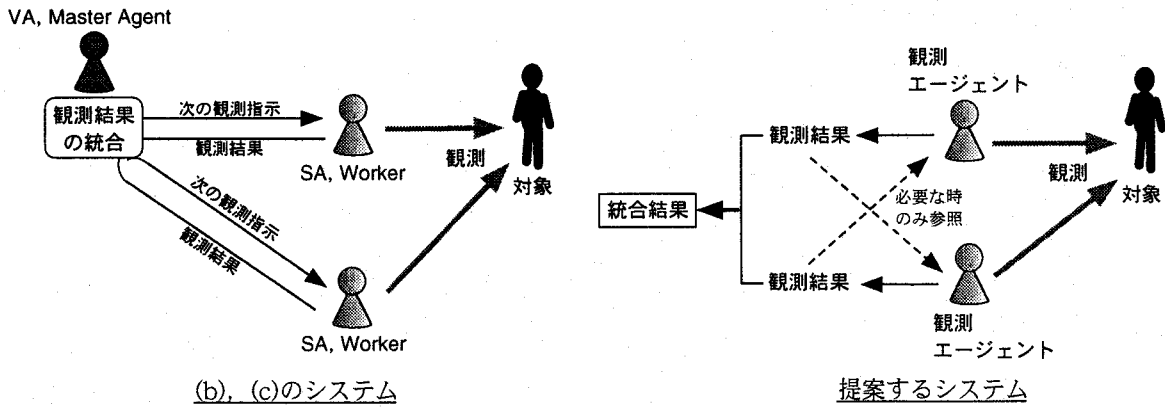 VA, Master Agent
観測結果
の統合
次の観測指示
観測結果
SA, Worker
観測
対象
次の観測指示
観測結果
SA, Worker
(b), (c)のシステム
観測
エージェント
観測結果
観測
対象
必要な時
のみ参照
統合結果
観測結果
観測
エージェント
提案するシステム